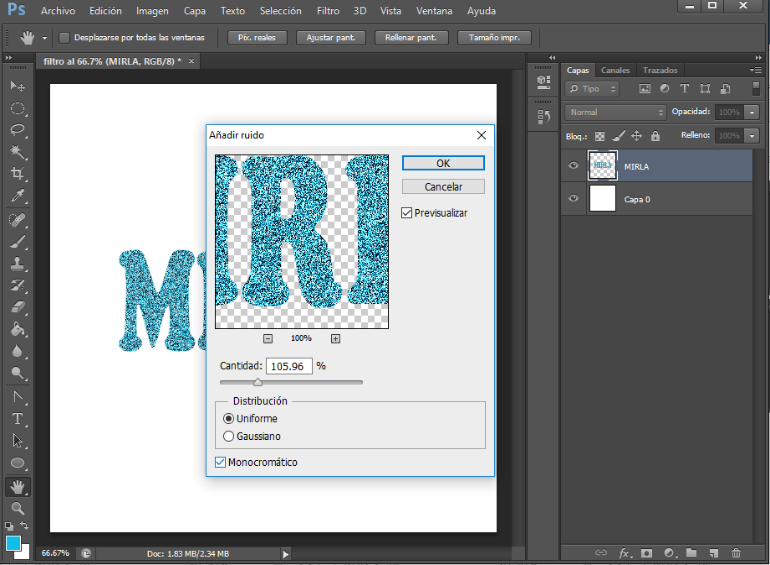 Ps Archivo Edición Imagen Capa Texto Selección Filtro 3D Vista Ventana Ayuda
Desplazarse por todas las ventanas Pix. reales Ajustar pant. Rellenar pant. Tamaño impr.
filtro al 66.7% (MIRLA, RGB/8) * ×
Capas Canales Trazados
Tipo
Normal Opacidad: 100%
Bloq.: Relleno: 100%
MIRLA
Capa 0
Añadir ruido
IRI
OK
Cancelar
Previsualizar
100%
Cantidad: 105.96 %
Distribución
Uniforme
Gaussiano
Monocromático
MI
66.67% Doc: 1.83 MB/2.34 MB
fx